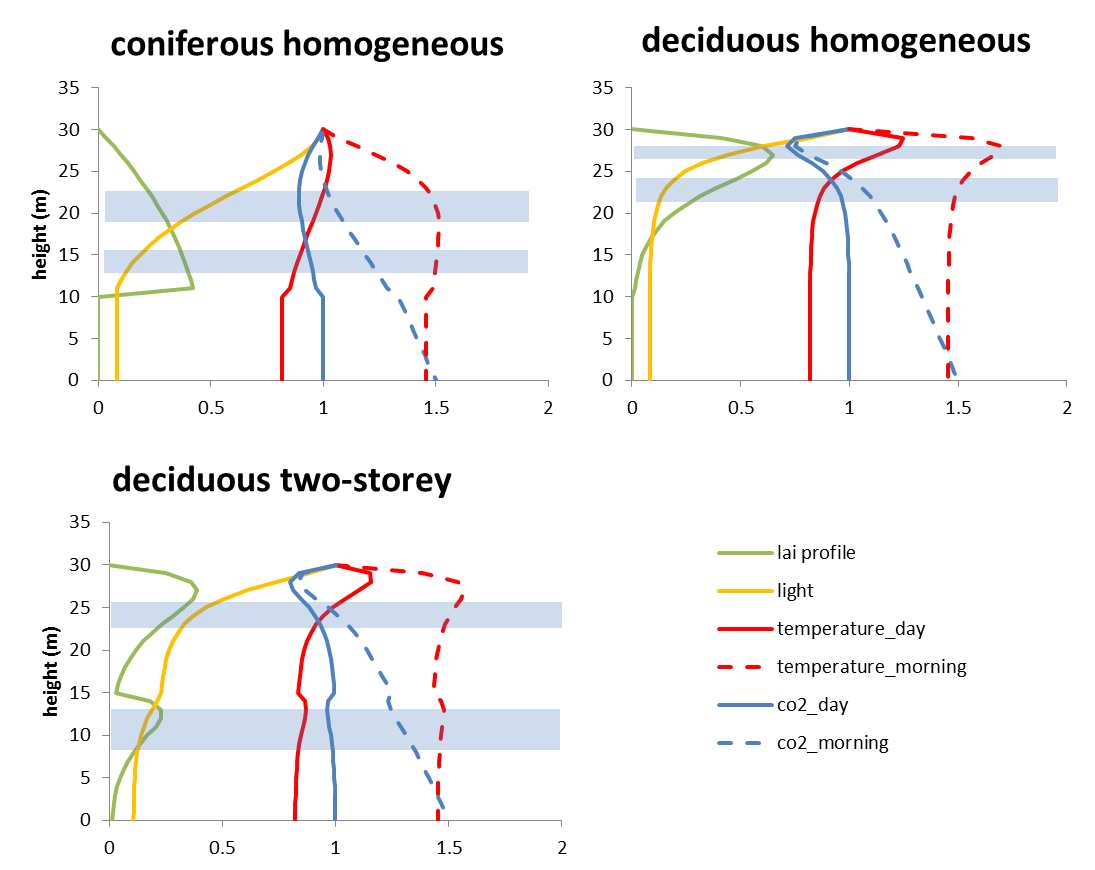 coniferous homogeneous
35
30
25
20
15
10
5
0
height (m)
0 0.5 1 1.5 2
deciduous homogeneous
35
30
25
20
15
10
5
0
0 0.5 1 1.5 2
deciduous two-storey
35
30
25
20
15
10
5
0
height (m)
0 0.5 1 1.5 2
lai profile
light
temperature_day
temperature_morning
co2_day
co2_morning